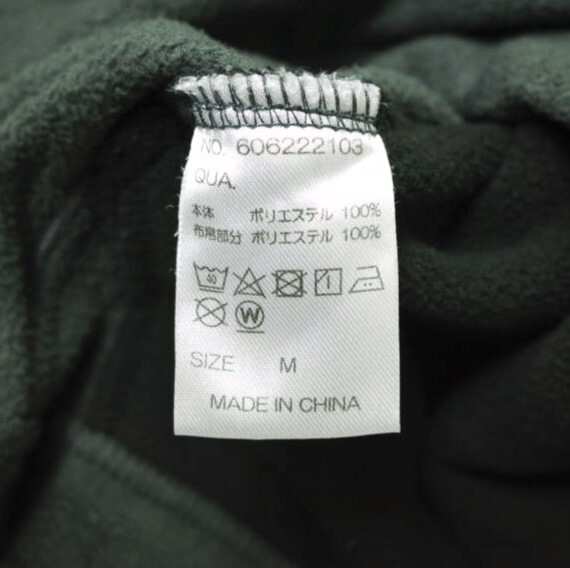 NO. 606222103
QUA.
本体 ポリエステル 100%
布帛部分 ポリエステル 100%
40
W
SIZE M
MADE IN CHINA